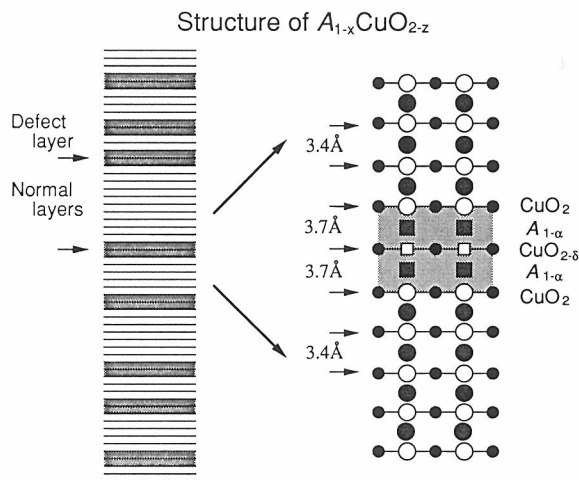 Structure of A1-xCuO2-z
Defect
layer
Normal
layers
3.4Å
3.7Å
3.7Å
3.4Å
CuO2
A1-α
CuO2-δ
A1-α
CuO2